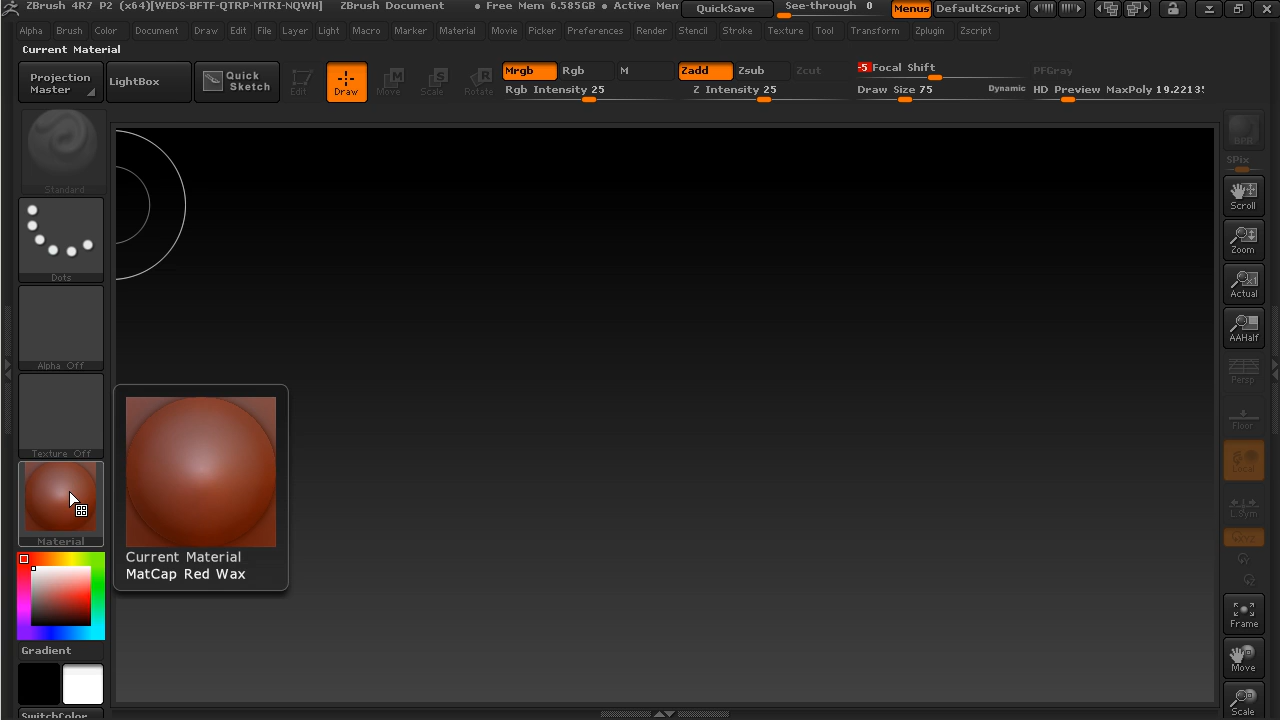 ZBrush 4R7 P2 (x64)[WEDS-BFTF-QTRP-MTRI-NQWH] ZBrush Document • Free Mem 6.585GB • Active Men QuickSave See-through 0 Menus DefaultZScript
Alpha Brush Color Document Draw Edit File Layer Light Macro Marker Material Movie Picker Preferences Render Stencil Stroke Texture Tool Transform Zplugin Zscript
Current Material
Projection Master LightBox Quick Sketch Edit Draw Move Scale Rotate
Mrgb Rgb M Zadd Zsub Zcut -5 Focal Shift PFGray
Rgb Intensity 25 Z Intensity 25 Draw Size 75 Dynamic HD Preview MaxPoly 19.2213
Standard
Dots
Alpha Off
Texture Off
Material
Current Material
MatCap Red Wax
Gradient
SwitchColor
BPR
SPix
Scroll
Zoom
Actual
AAHalf
Persp
Floor
Local
L.Sym
Frame
Move
Scale